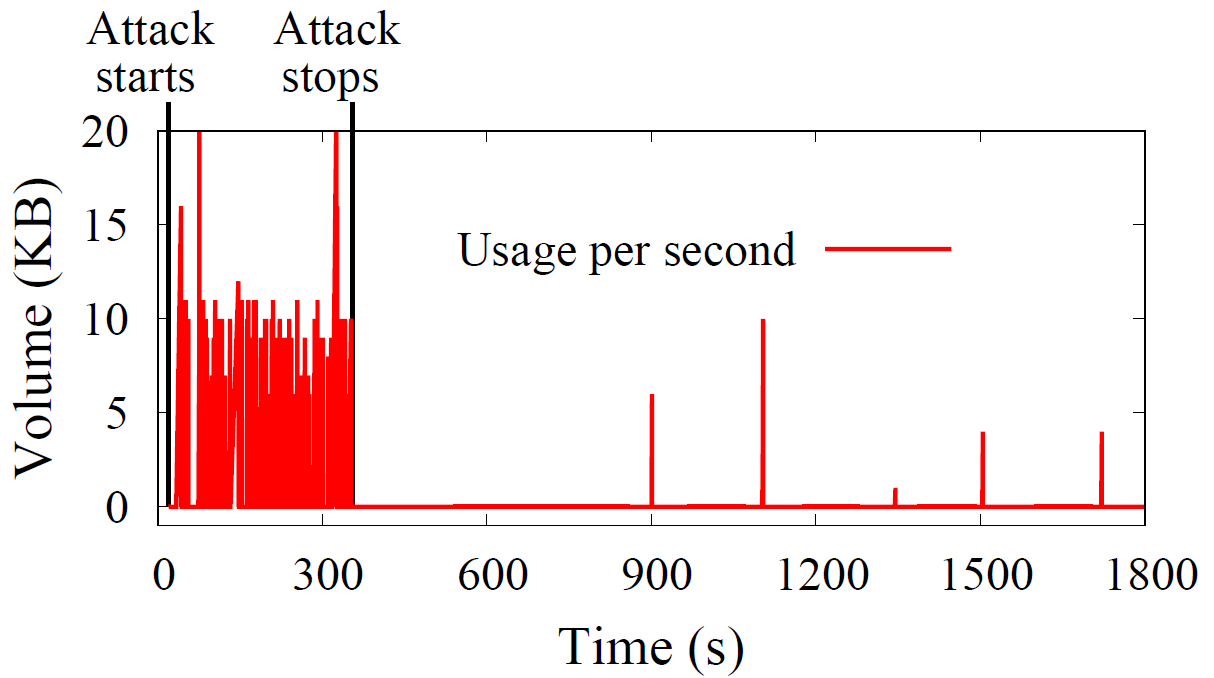 Attack Attack
starts stops
20
15
10
5
0
Volume (KB)
Usage per second
0 300 600 900 1200 1500 1800
Time (s)